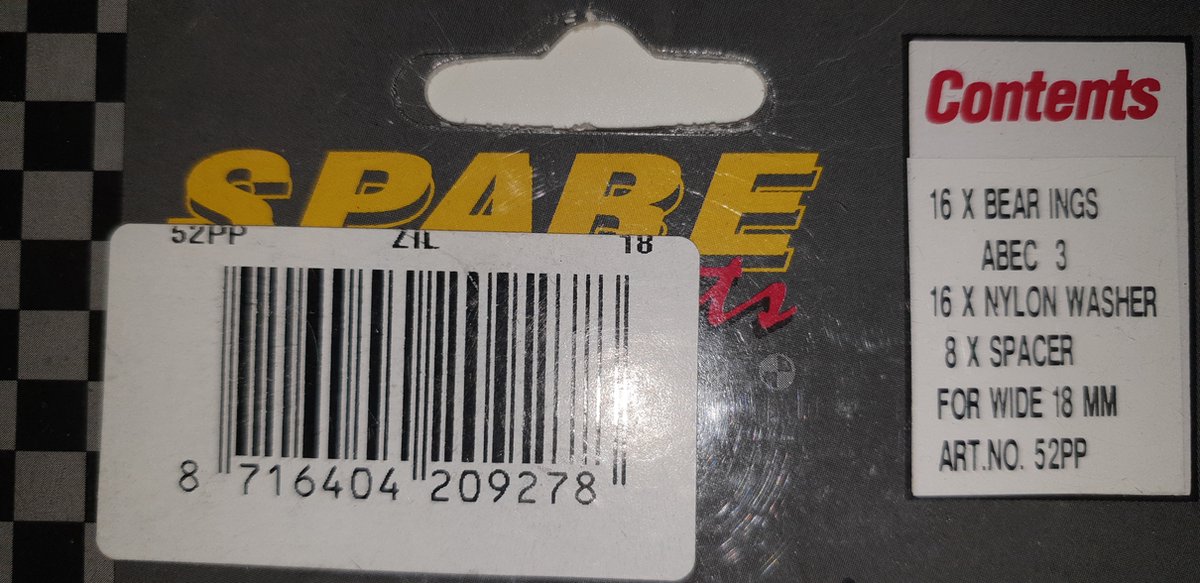 SPARE
ts
52PP ZIL 18
8 716404 209278
Contents
16 X BEAR INGS
ABEC 3
16 X NYLON WASHER
8 X SPACER
FOR WIDE 18 MM
ART.NO. 52PP